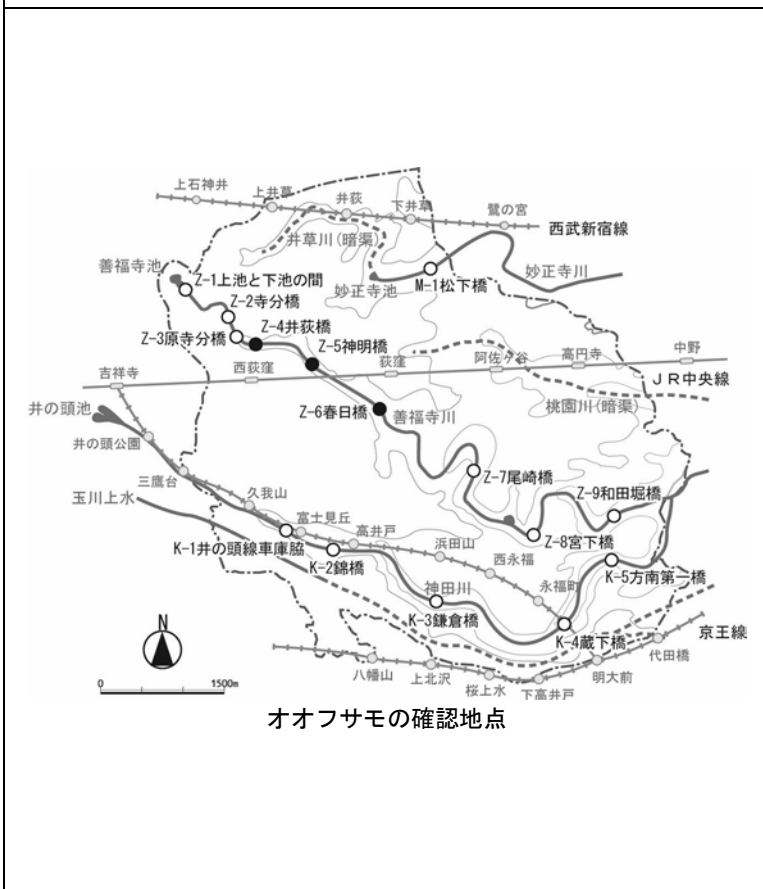 上石神井
上井草
井荻
下井草
鷺の宮
西武新宿線
井草川(暗渠)
善福寺池
Z-1上池と下池の間
妙正寺池
M-1松下橋
妙正寺川
Z-2寺分橋
Z-3原寺分橋
Z-4井荻橋
Z-5神明橋
吉祥寺
西荻窪
荻窪
阿佐ヶ谷
高円寺
中野
JR中央線
井の頭池
Z-6春日橋
善福寺川
桃園川(暗渠)
井の頭公園
三鷹台
Z-7尾崎橋
玉川上水
久我山
Z-9和田堀橋
富士見丘
高井戸
K-1井の頭線車庫脇
浜田山
Z-8宮下橋
K-2錦橋
西永福
K-5方南第一橋
神田川
永福町
K-3鎌倉橋
K-4蔵下橋
京王線
N
代田橋
八幡山
上北沢
桜上水
下高井戸
明大前
0 1500m
オオフサモの確認地点